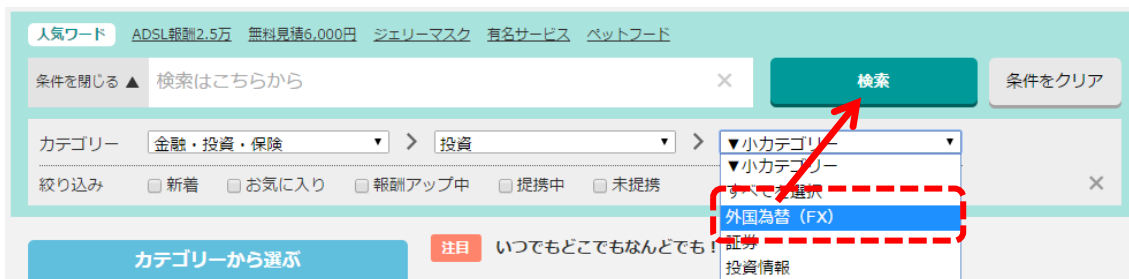 人気ワード ADSL報酬2.5万 無料見積6,000円 ジェリーマスク 有名サービス ペットフード
条件を閉じる ▲ 検索はこちらから × 検索 条件をクリア
カテゴリー 金融・投資・保険 ▼ > 投資 ▼ > ▼小カテゴリー ▼
▼小カテゴリー
絞り込み 新着 お気に入り 報酬アップ中 提携中 未提携 すべてを選択 ×
外国為替（FX）
カテゴリーから選ぶ 注目 いつでもどこでもなんどでも！ 証券
投資情報